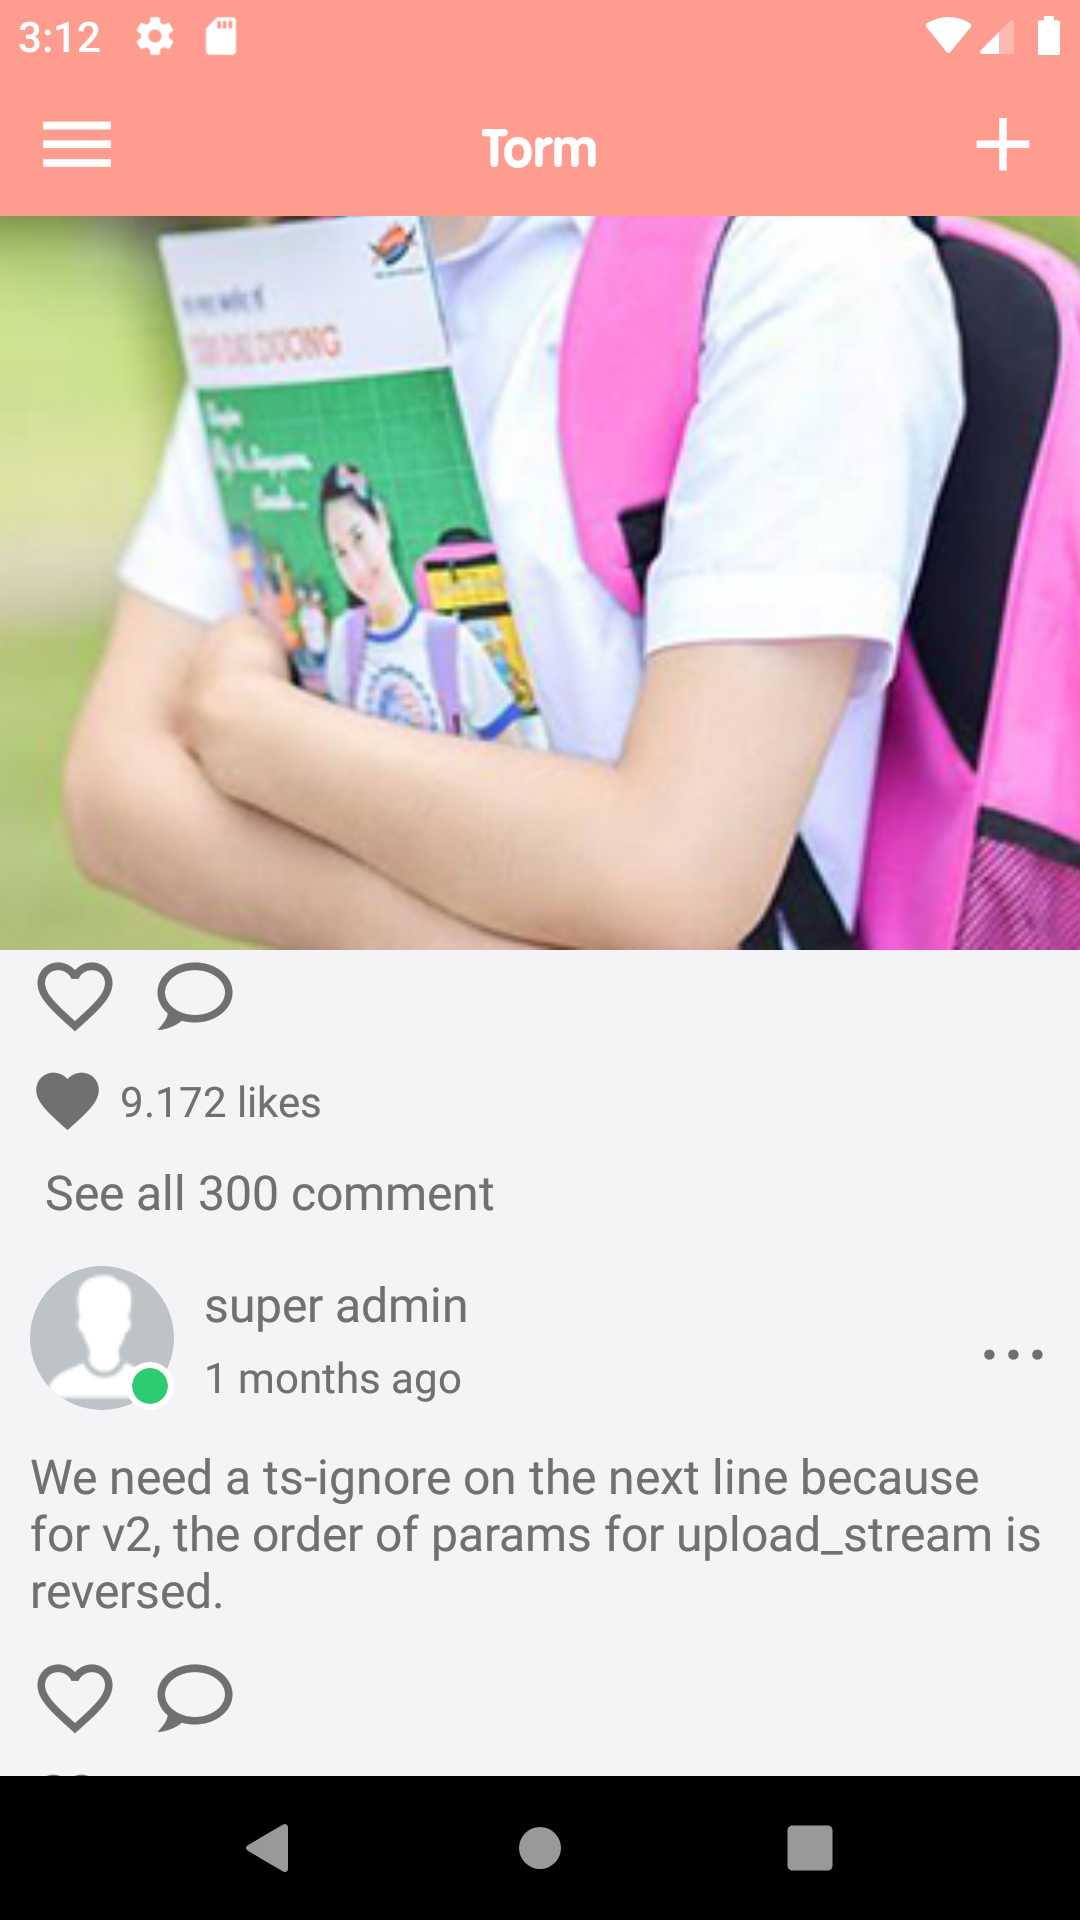 3:12
Torm
DUONG
9.172 likes
See all 300 comment
super admin
1 months ago
We need a ts-ignore on the next line because
for v2, the order of params for upload_stream is
reversed.